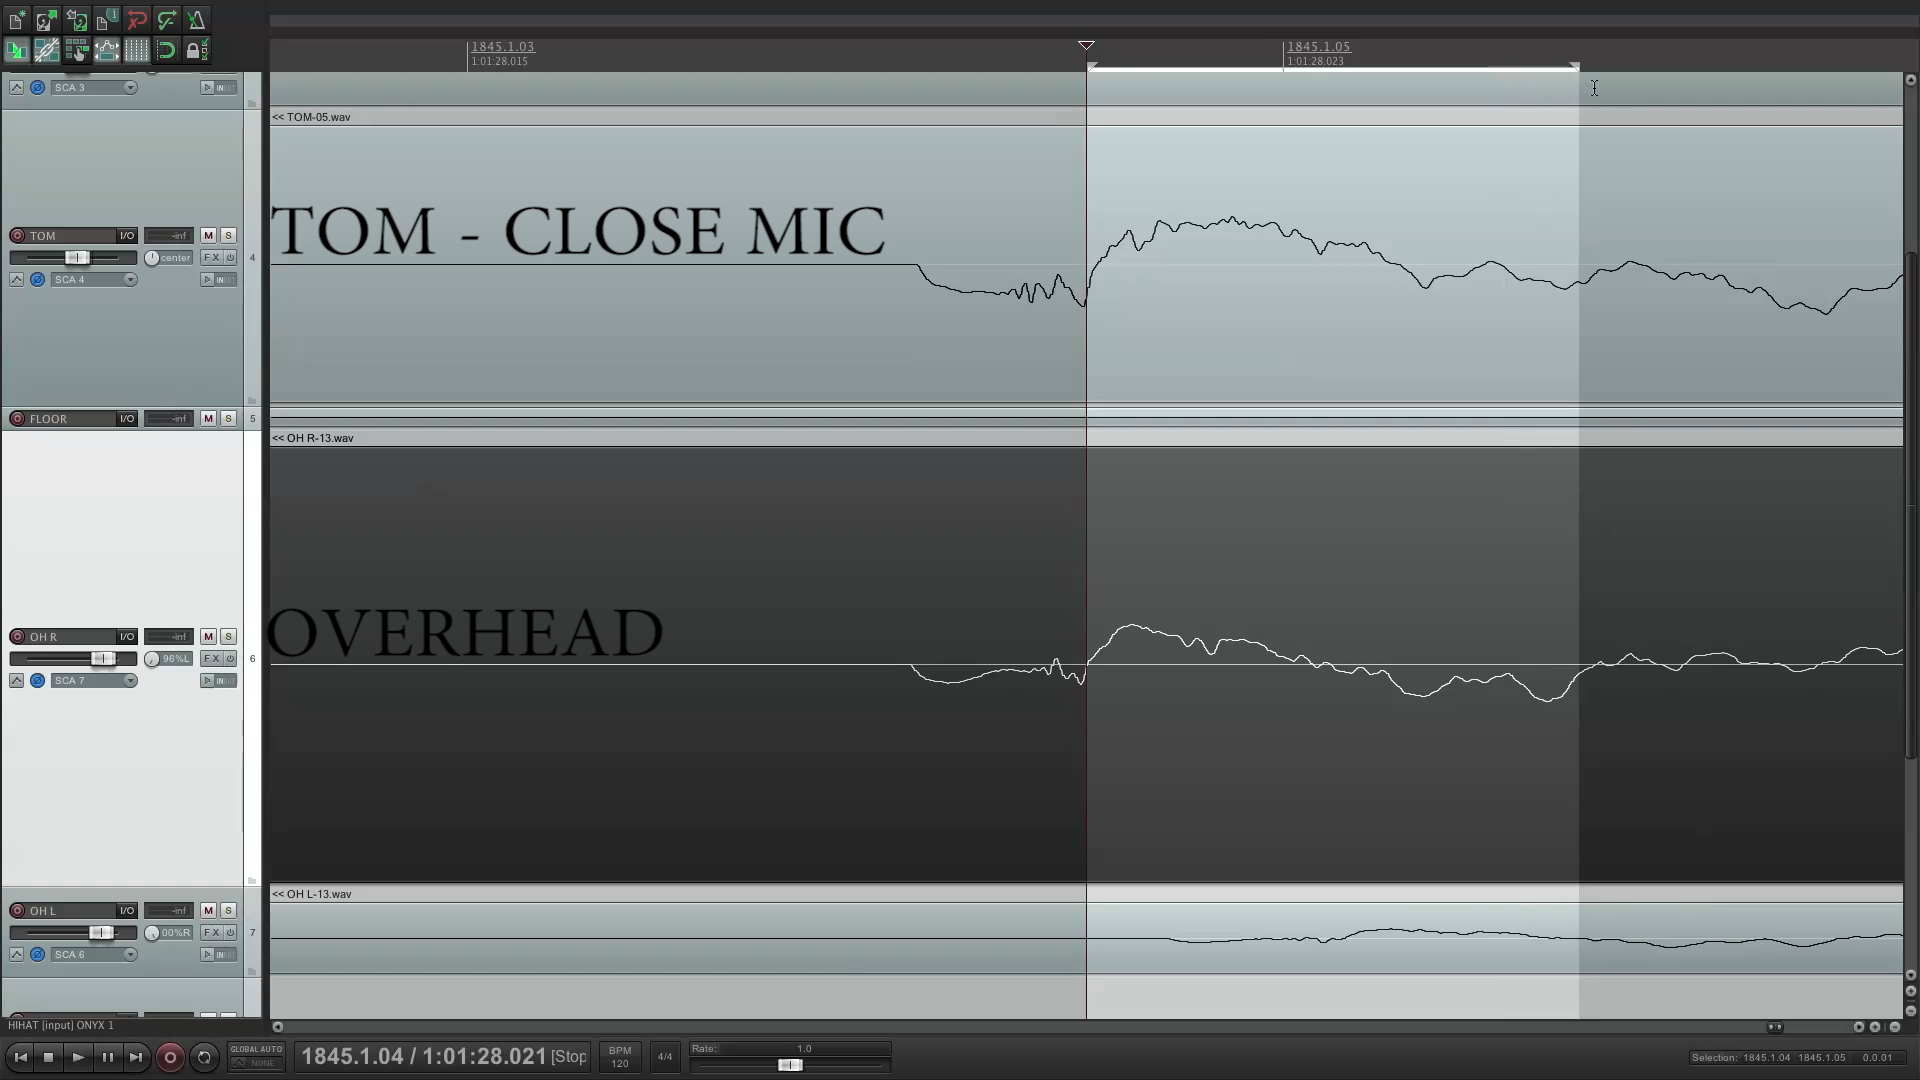 1845.1.03
1:01:28.015
1845.1.05
1:01:28.023
SCA 3
<< TOM-05.wav
TOM - CLOSE MIC
TOM I/O -inf M S
center FX
4
SCA 4
FLOOR I/O -inf M S 5
<< OH R-13.wav
OVERHEAD
OH R I/O -inf M S
96%L FX
6
SCA 7 IN
<< OH L-13.wav
OH L I/O -inf M S
00%R FX
7
SCA 6 IN
HIHAT [input] ONYX 1
GLOBAL AUTO
NONE
1845.1.04 / 1:01:28.021 [Stop
BPM
120
4/4
Rate: 1.0
Selection: 1845.1.04 1845.1.05 0.0.01